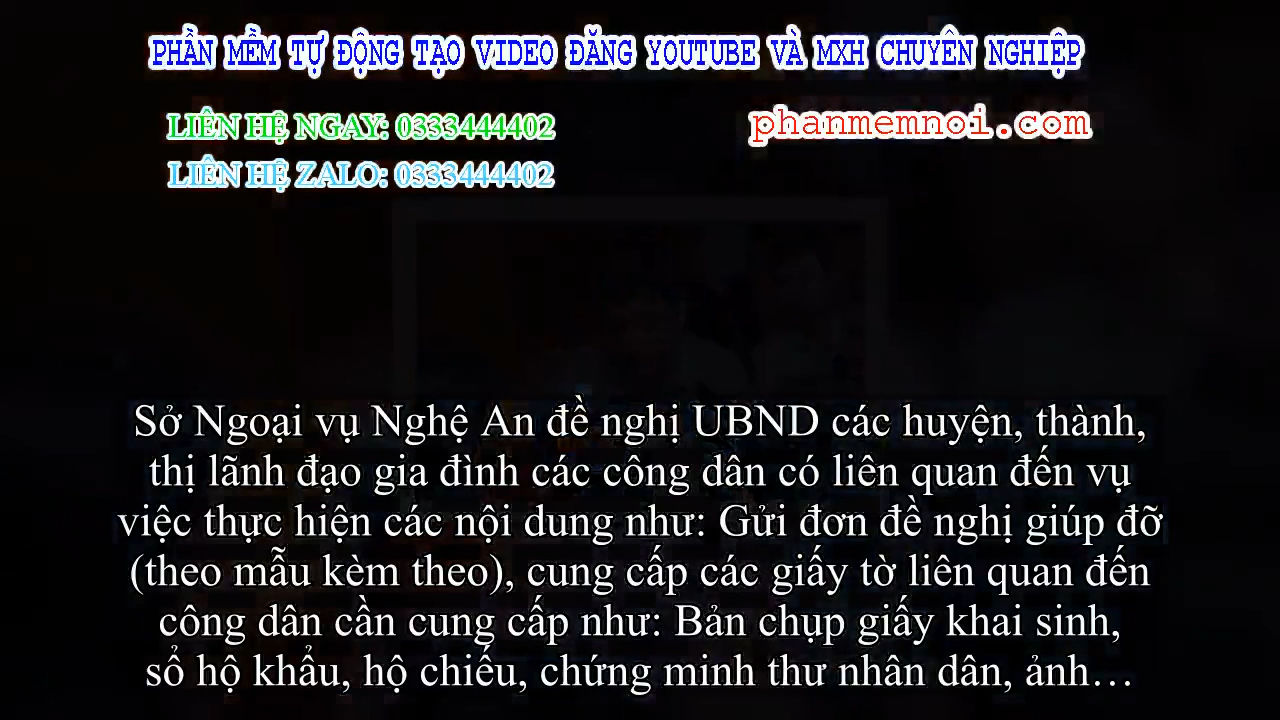 PHẦN MỀM TỰ ĐỘNG TẠO VIDEO ĐĂNG YOUTUBE VÀ MXH CHUYÊN NGHIỆP
LIÊN HỆ NGAY: 0333444402
phanmemnoi.com
LIÊN HỆ ZALO: 0333444402
Sở Ngoại vụ Nghệ An đề nghị UBND các huyện, thành,
thị lãnh đạo gia đình các công dân có liên quan đến vụ
việc thực hiện các nội dung như: Gửi đơn đề nghị giúp đỡ
(theo mẫu kèm theo), cung cấp các giấy tờ liên quan đến
công dân cần cung cấp như: Bản chụp giấy khai sinh,
sổ hộ khẩu, hộ chiếu, chứng minh thư nhân dân, ảnh…